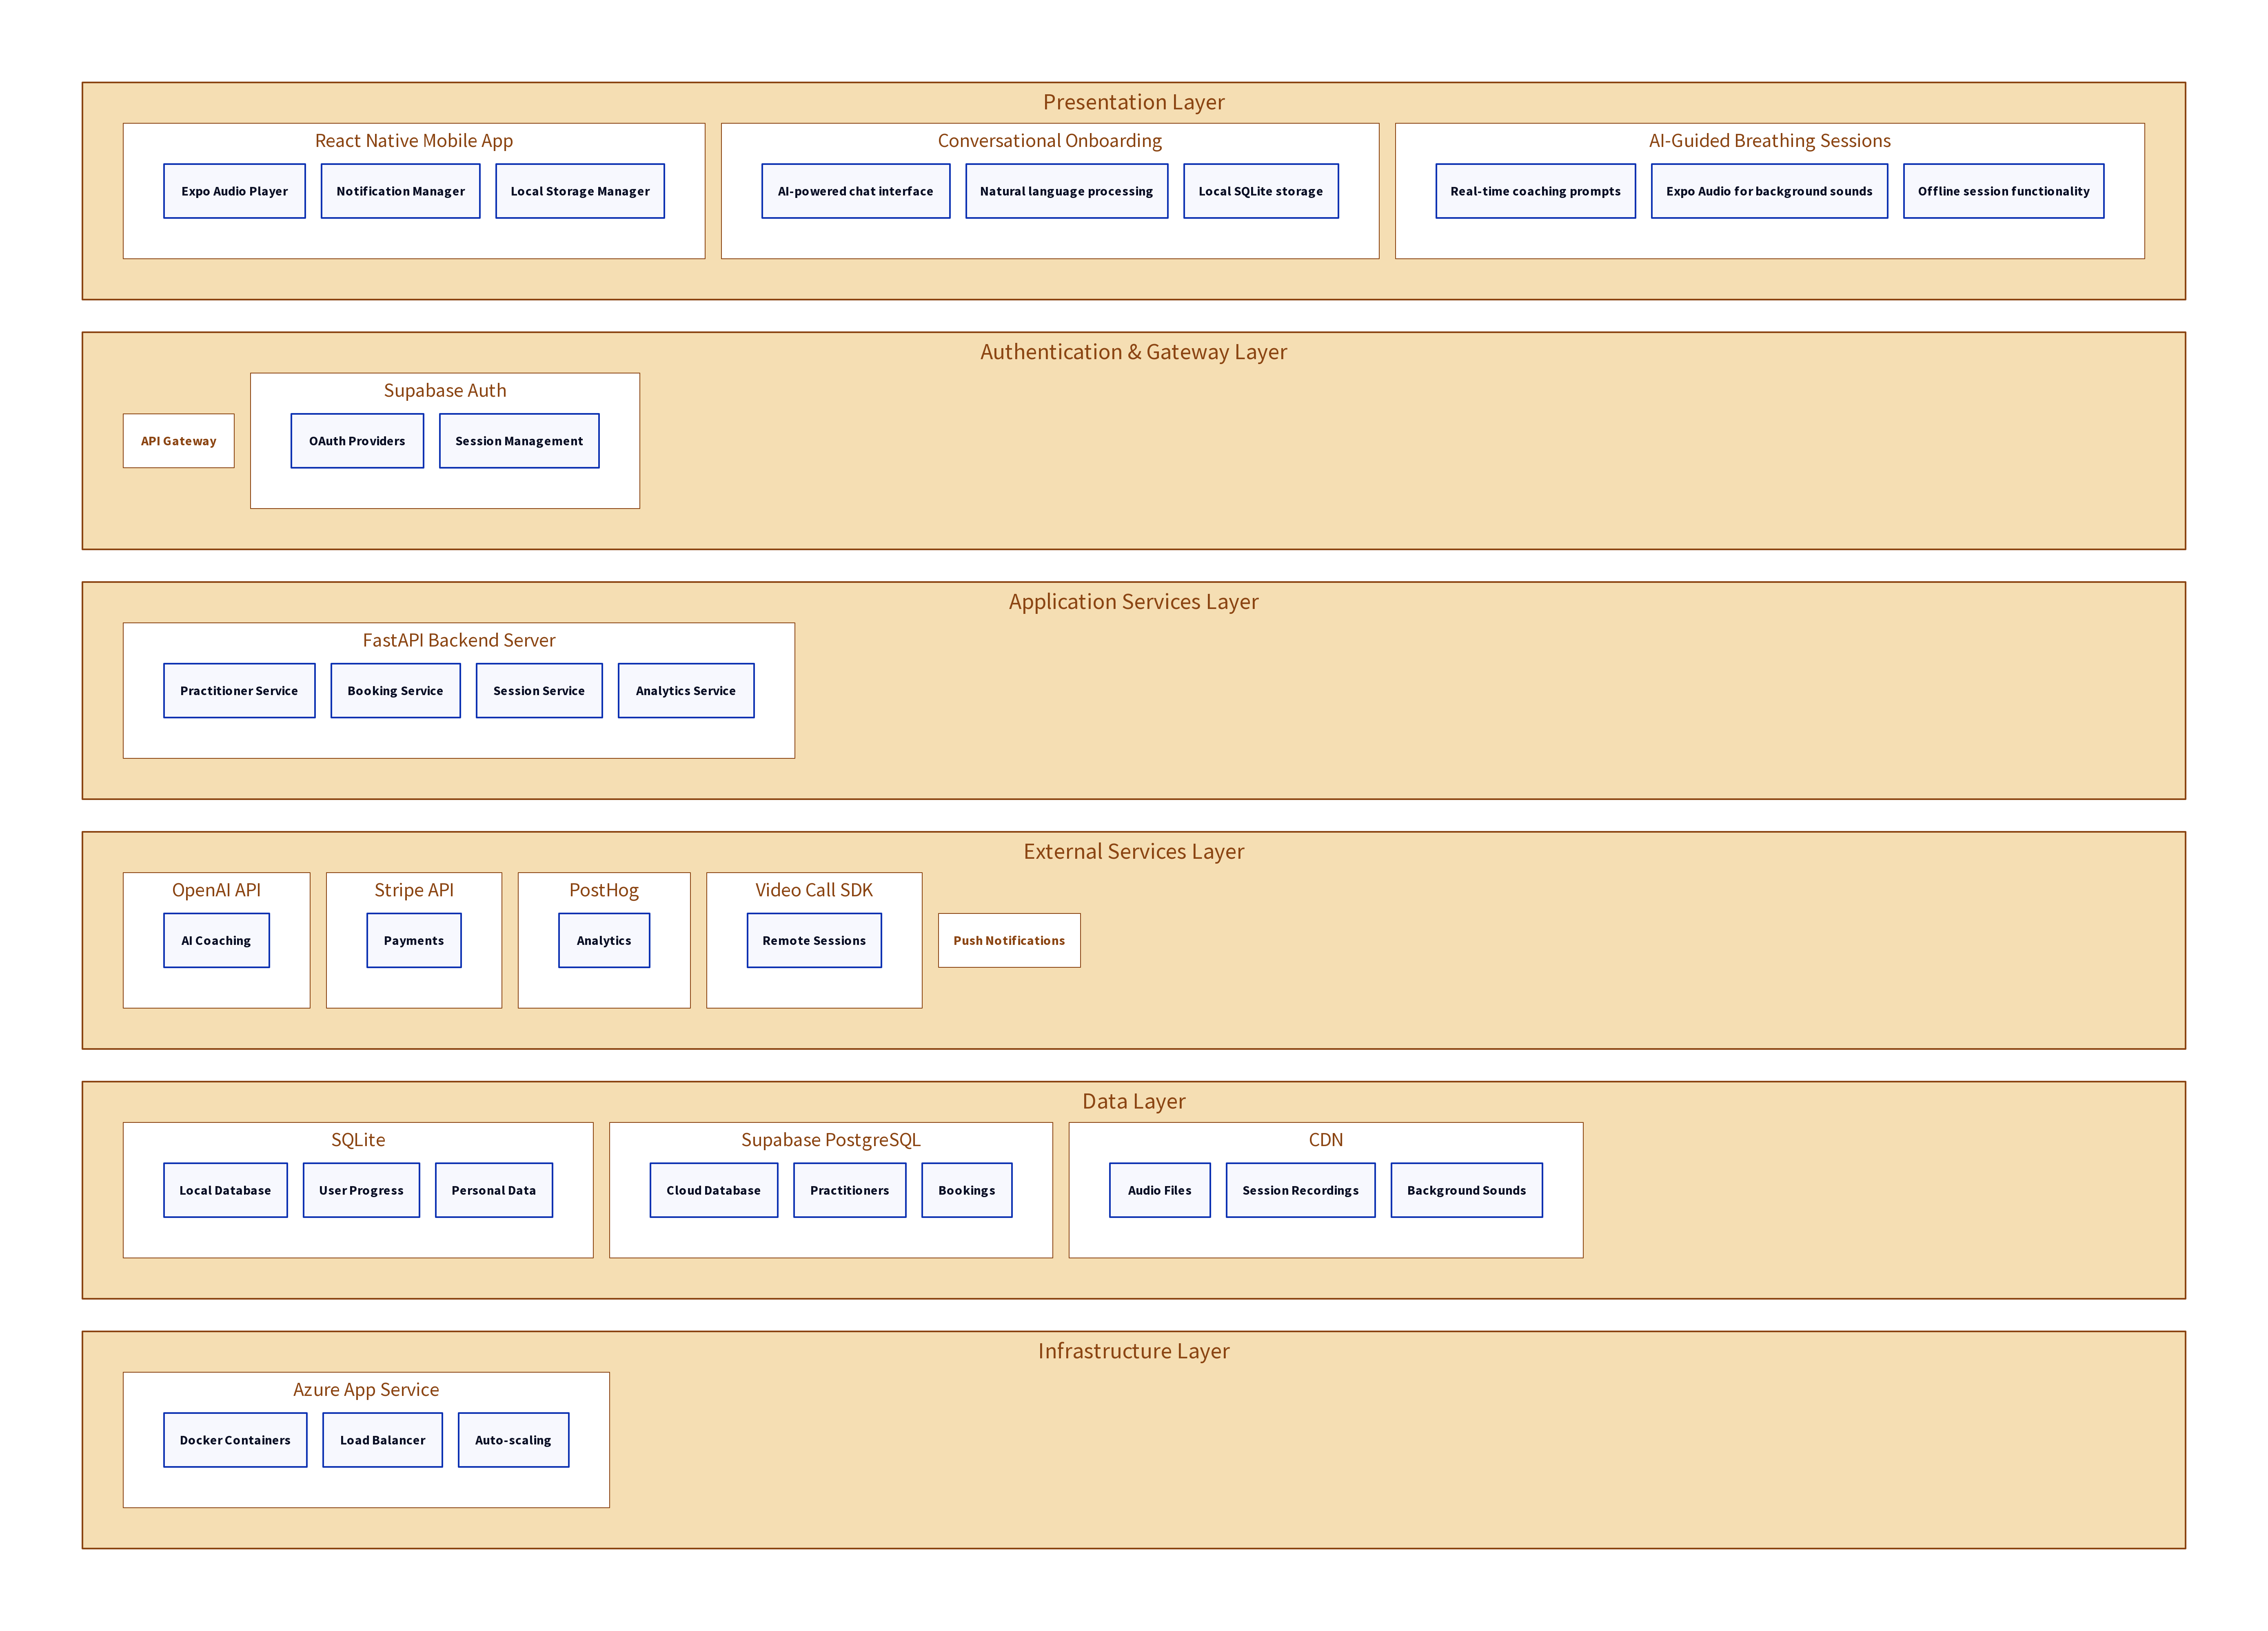 Presentation Layer
React Native Mobile App
Expo Audio Player
Notification Manager
Local Storage Manager
Conversational Onboarding
AI-powered chat interface
Natural language processing
Local SQLite storage
AI-Guided Breathing Sessions
Real-time coaching prompts
Expo Audio for background sounds
Offline session functionality
Authentication & Gateway Layer
API Gateway
Supabase Auth
OAuth Providers
Session Management
Application Services Layer
FastAPI Backend Server
Practitioner Service
Booking Service
Session Service
Analytics Service
External Services Layer
OpenAI API
AI Coaching
Stripe API
Payments
PostHog
Analytics
Video Call SDK
Remote Sessions
Push Notifications
Data Layer
SQLite
Local Database
User Progress
Personal Data
Supabase PostgreSQL
Cloud Database
Practitioners
Bookings
CDN
Audio Files
Session Recordings
Background Sounds
Infrastructure Layer
Azure App Service
Docker Containers
Load Balancer
Auto-scaling